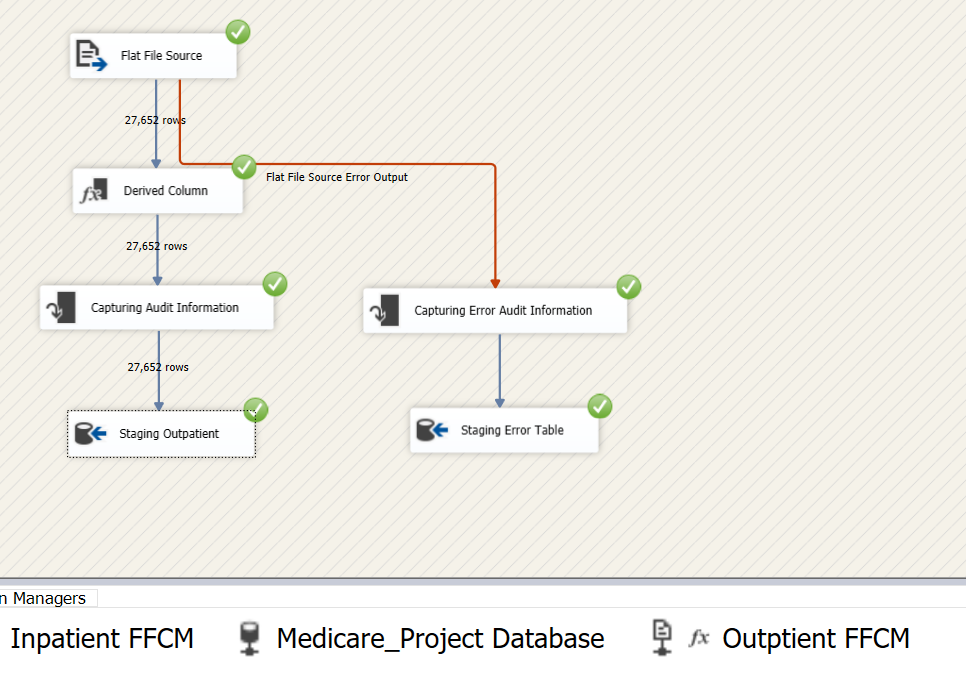 Flat File Source
27,652 rows
Flat File Source Error Output
Derived Column
27,652 rows
Capturing Audit Information
Capturing Error Audit Information
27,652 rows
Staging Outpatient
Staging Error Table
n Managers
Inpatient FFCM
Medicare_Project Database
fx Outptient FFCM